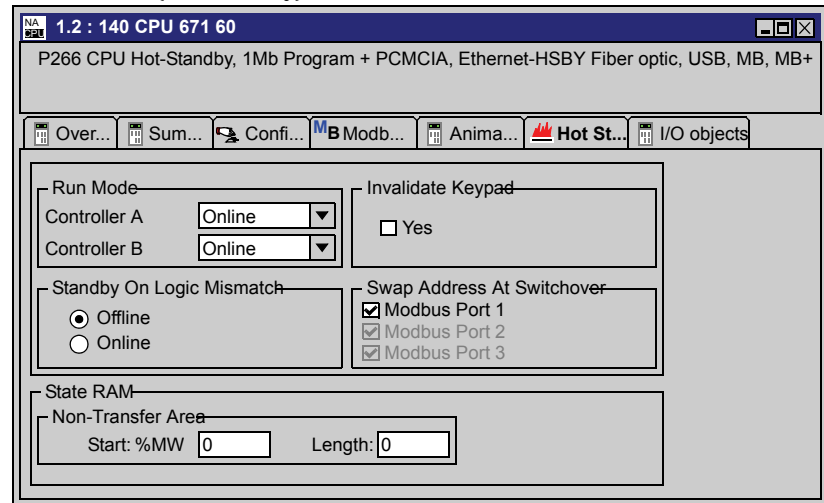 NA
CPU
1.2 : 140 CPU 671 60
P266 CPU Hot-Standby, 1Mb Program + PCMCIA, Ethernet-HSBY Fiber optic, USB, MB, MB+
Over... Sum... Confi... MB Modb... Anima... Hot St... I/O objects
Run Mode
Controller A Online
Controller B Online
Invalidate Keypad
Yes
Standby On Logic Mismatch
Offline
Online
Swap Address At Switchover
Modbus Port 1
Modbus Port 2
Modbus Port 3
State RAM
Non-Transfer Area
Start: %MW 0 Length: 0